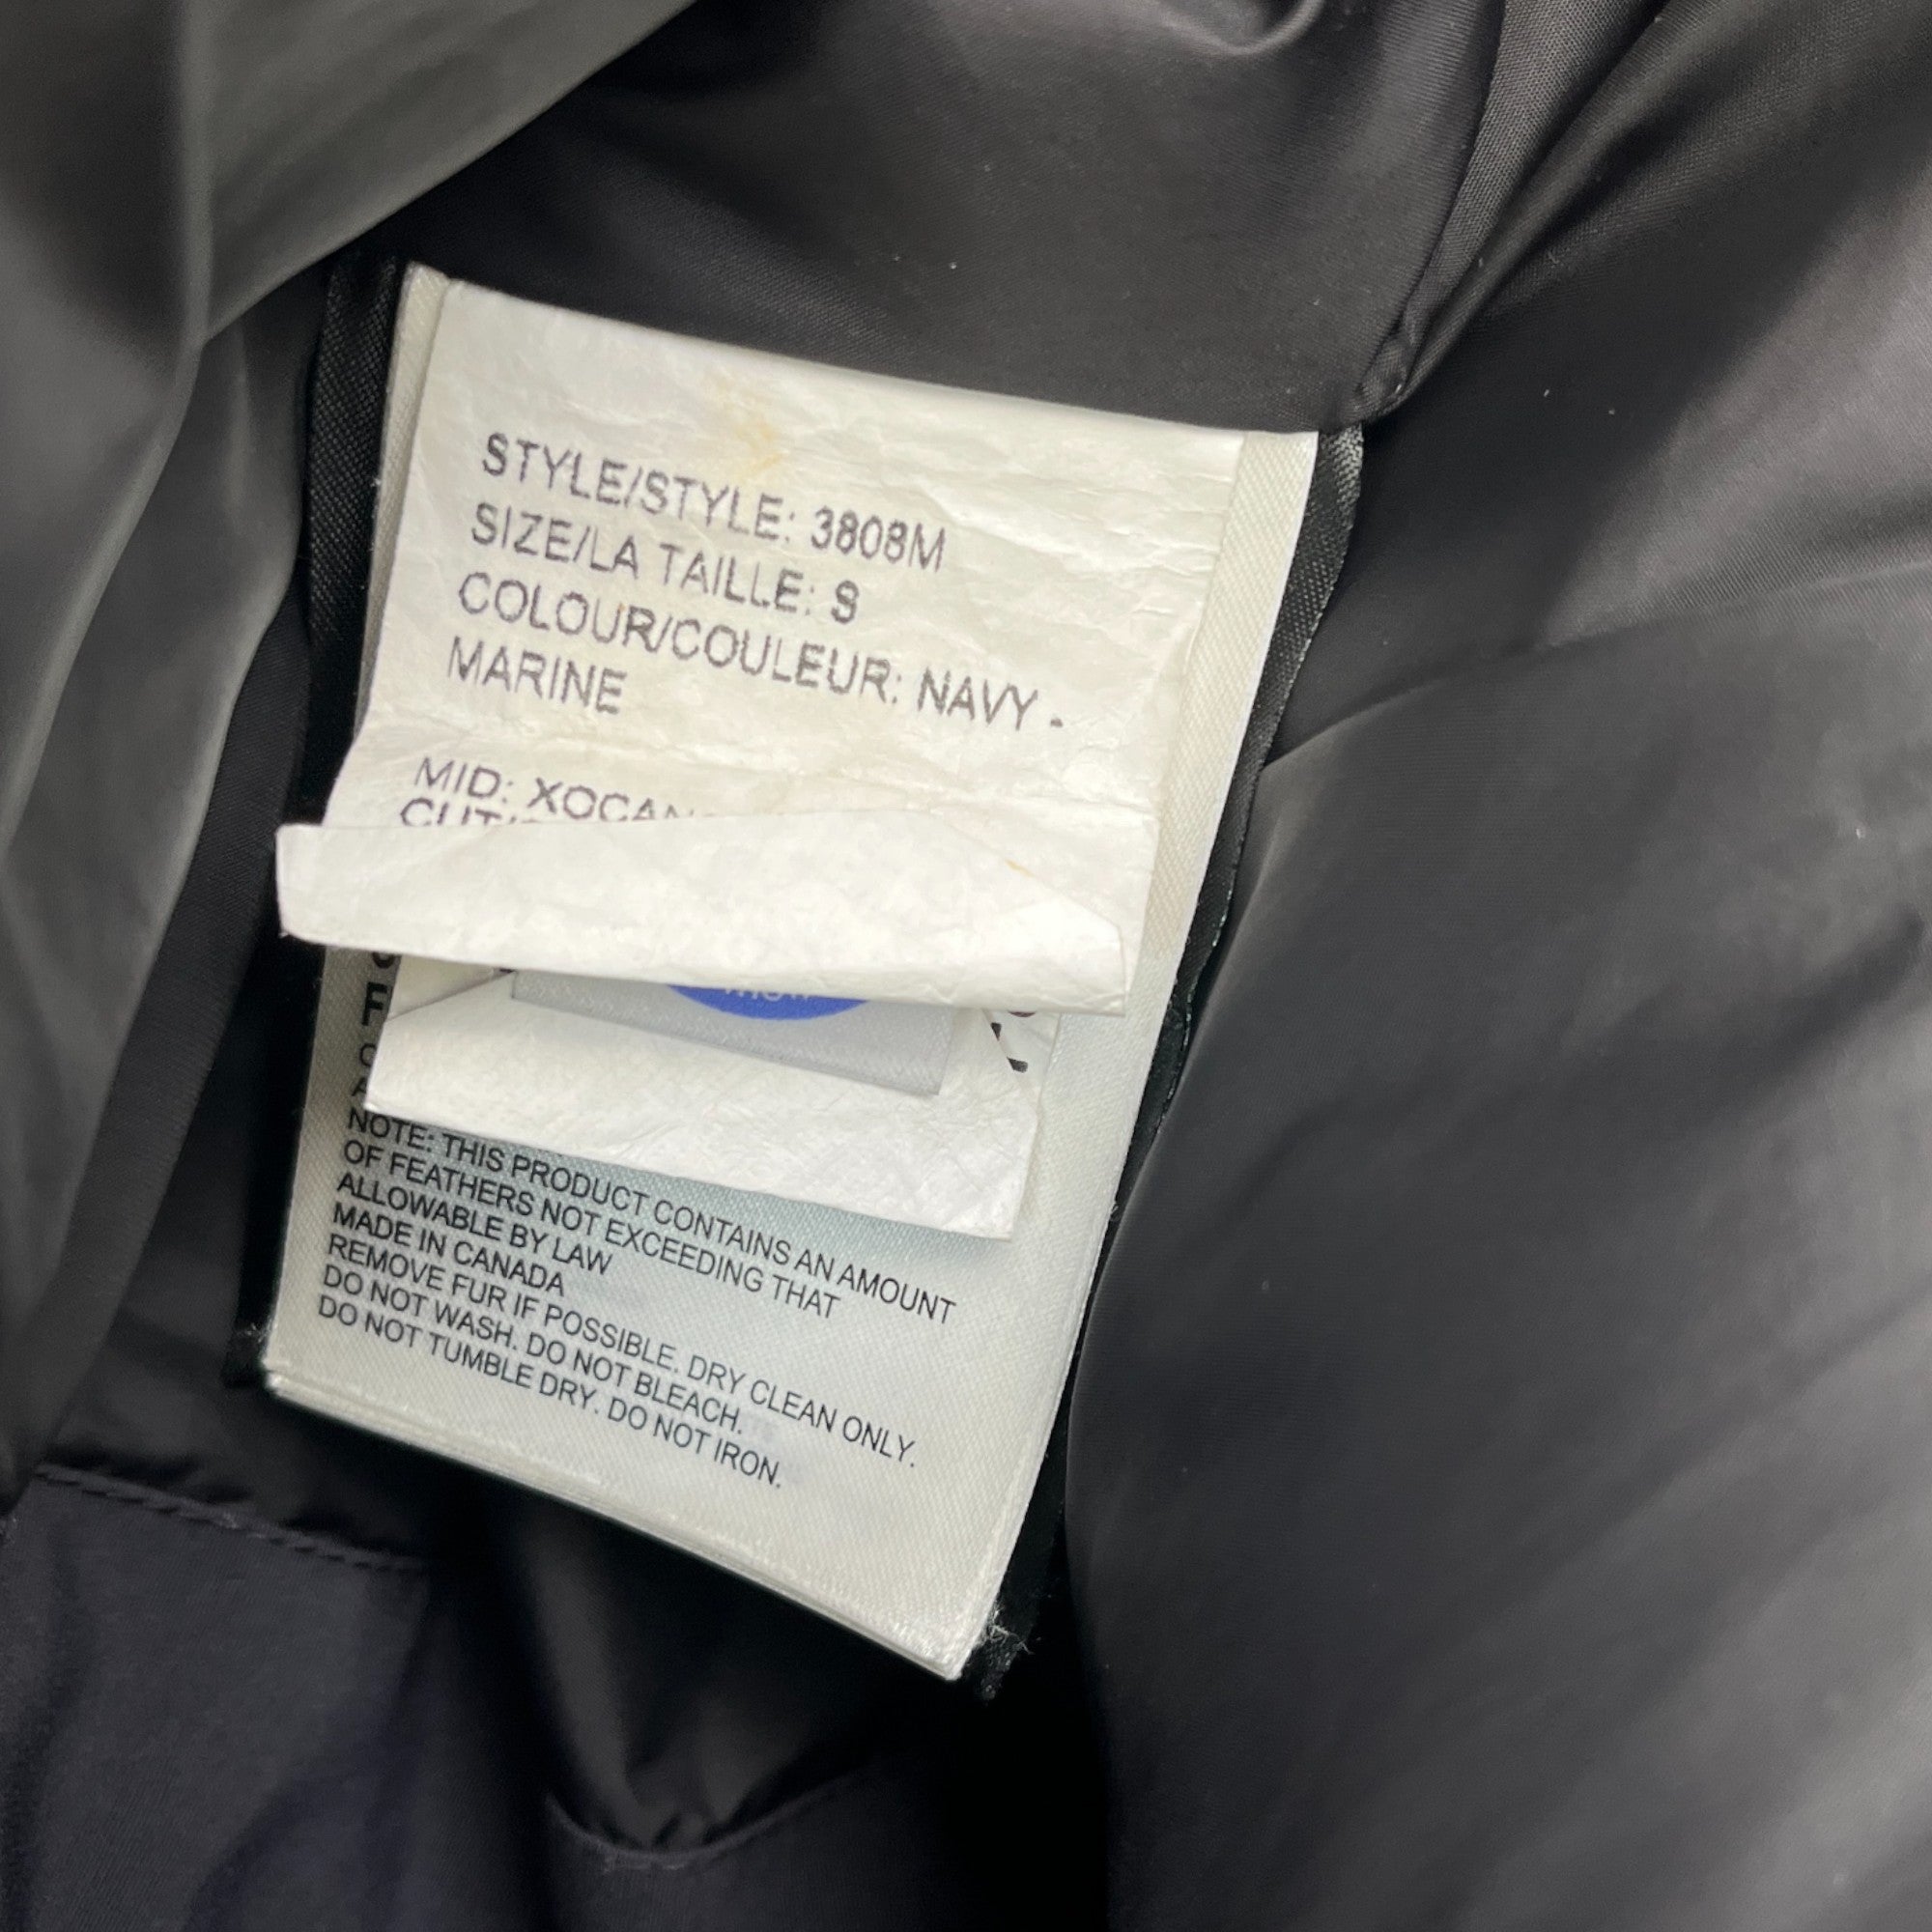 STYLE/STYLE: 3808M
SIZE/LA TAILLE: S
COLOUR/COULEUR: NAVY -
MARINE
MID: XOCAN
F
NOTE: THIS PRODUCT CONTAINS AN AMOUNT
OF FEATHERS NOT EXCEEDING THAT
ALLOWABLE BY LAW
MADE IN CANADA
REMOVE FUR IF POSSIBLE. DRY CLEAN ONLY.
DO NOT WASH. DO NOT BLEACH.
DO NOT TUMBLE DRY. DO NOT IRON.